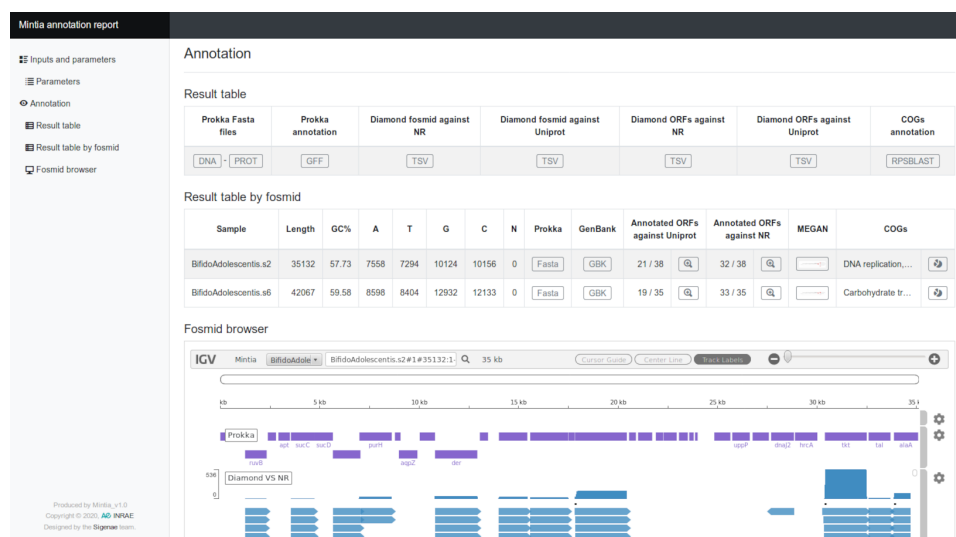 Mintia annotation report
Inputs and parameters
Parameters
Annotation
Result table
Result table by fosmid
Fosmid browser
Annotation
Result table
Prokka Fasta files Prokka annotation Diamond fosmid against NR Diamond fosmid against Uniprot Diamond ORFs against NR Diamond ORFs against Uniprot COGs annotation
DNA - PROT GFF TSV TSV TSV TSV RPSBLAST
Result table by fosmid
Sample Length GC% A T G C N Prokka GenBank Annotated ORFs against Uniprot Annotated ORFs against NR MEGAN COGs
BifidoAdolescentis.s2 35132 57.73 7558 7294 10124 10156 0 Fasta GBK 21 / 38 32 / 38 DNA replication,...
BifidoAdolescentis.s6 42067 59.58 8598 8404 12932 12133 0 Fasta GBK 19 / 35 33 / 35 Carbohydrate tr...
Fosmid browser
IGV Mintia BifidoAdole BifidoAdolescentis.s2#1#35132:1- 35 kb Cursor Guide Center Line Track Labels
kb 5 kb 10 kb 15 kb 20 kb 25 kb 30 kb 35 k
Prokka
apt sucC sucD purH uppP dnaJ2 hrcA tkt tal alaA
ruvB aqpZ der
536 Diamond VS NR
0
Produced by Mintia_v1.0
Copyright © 2020, INRAE
Designed by the Sigenae team.